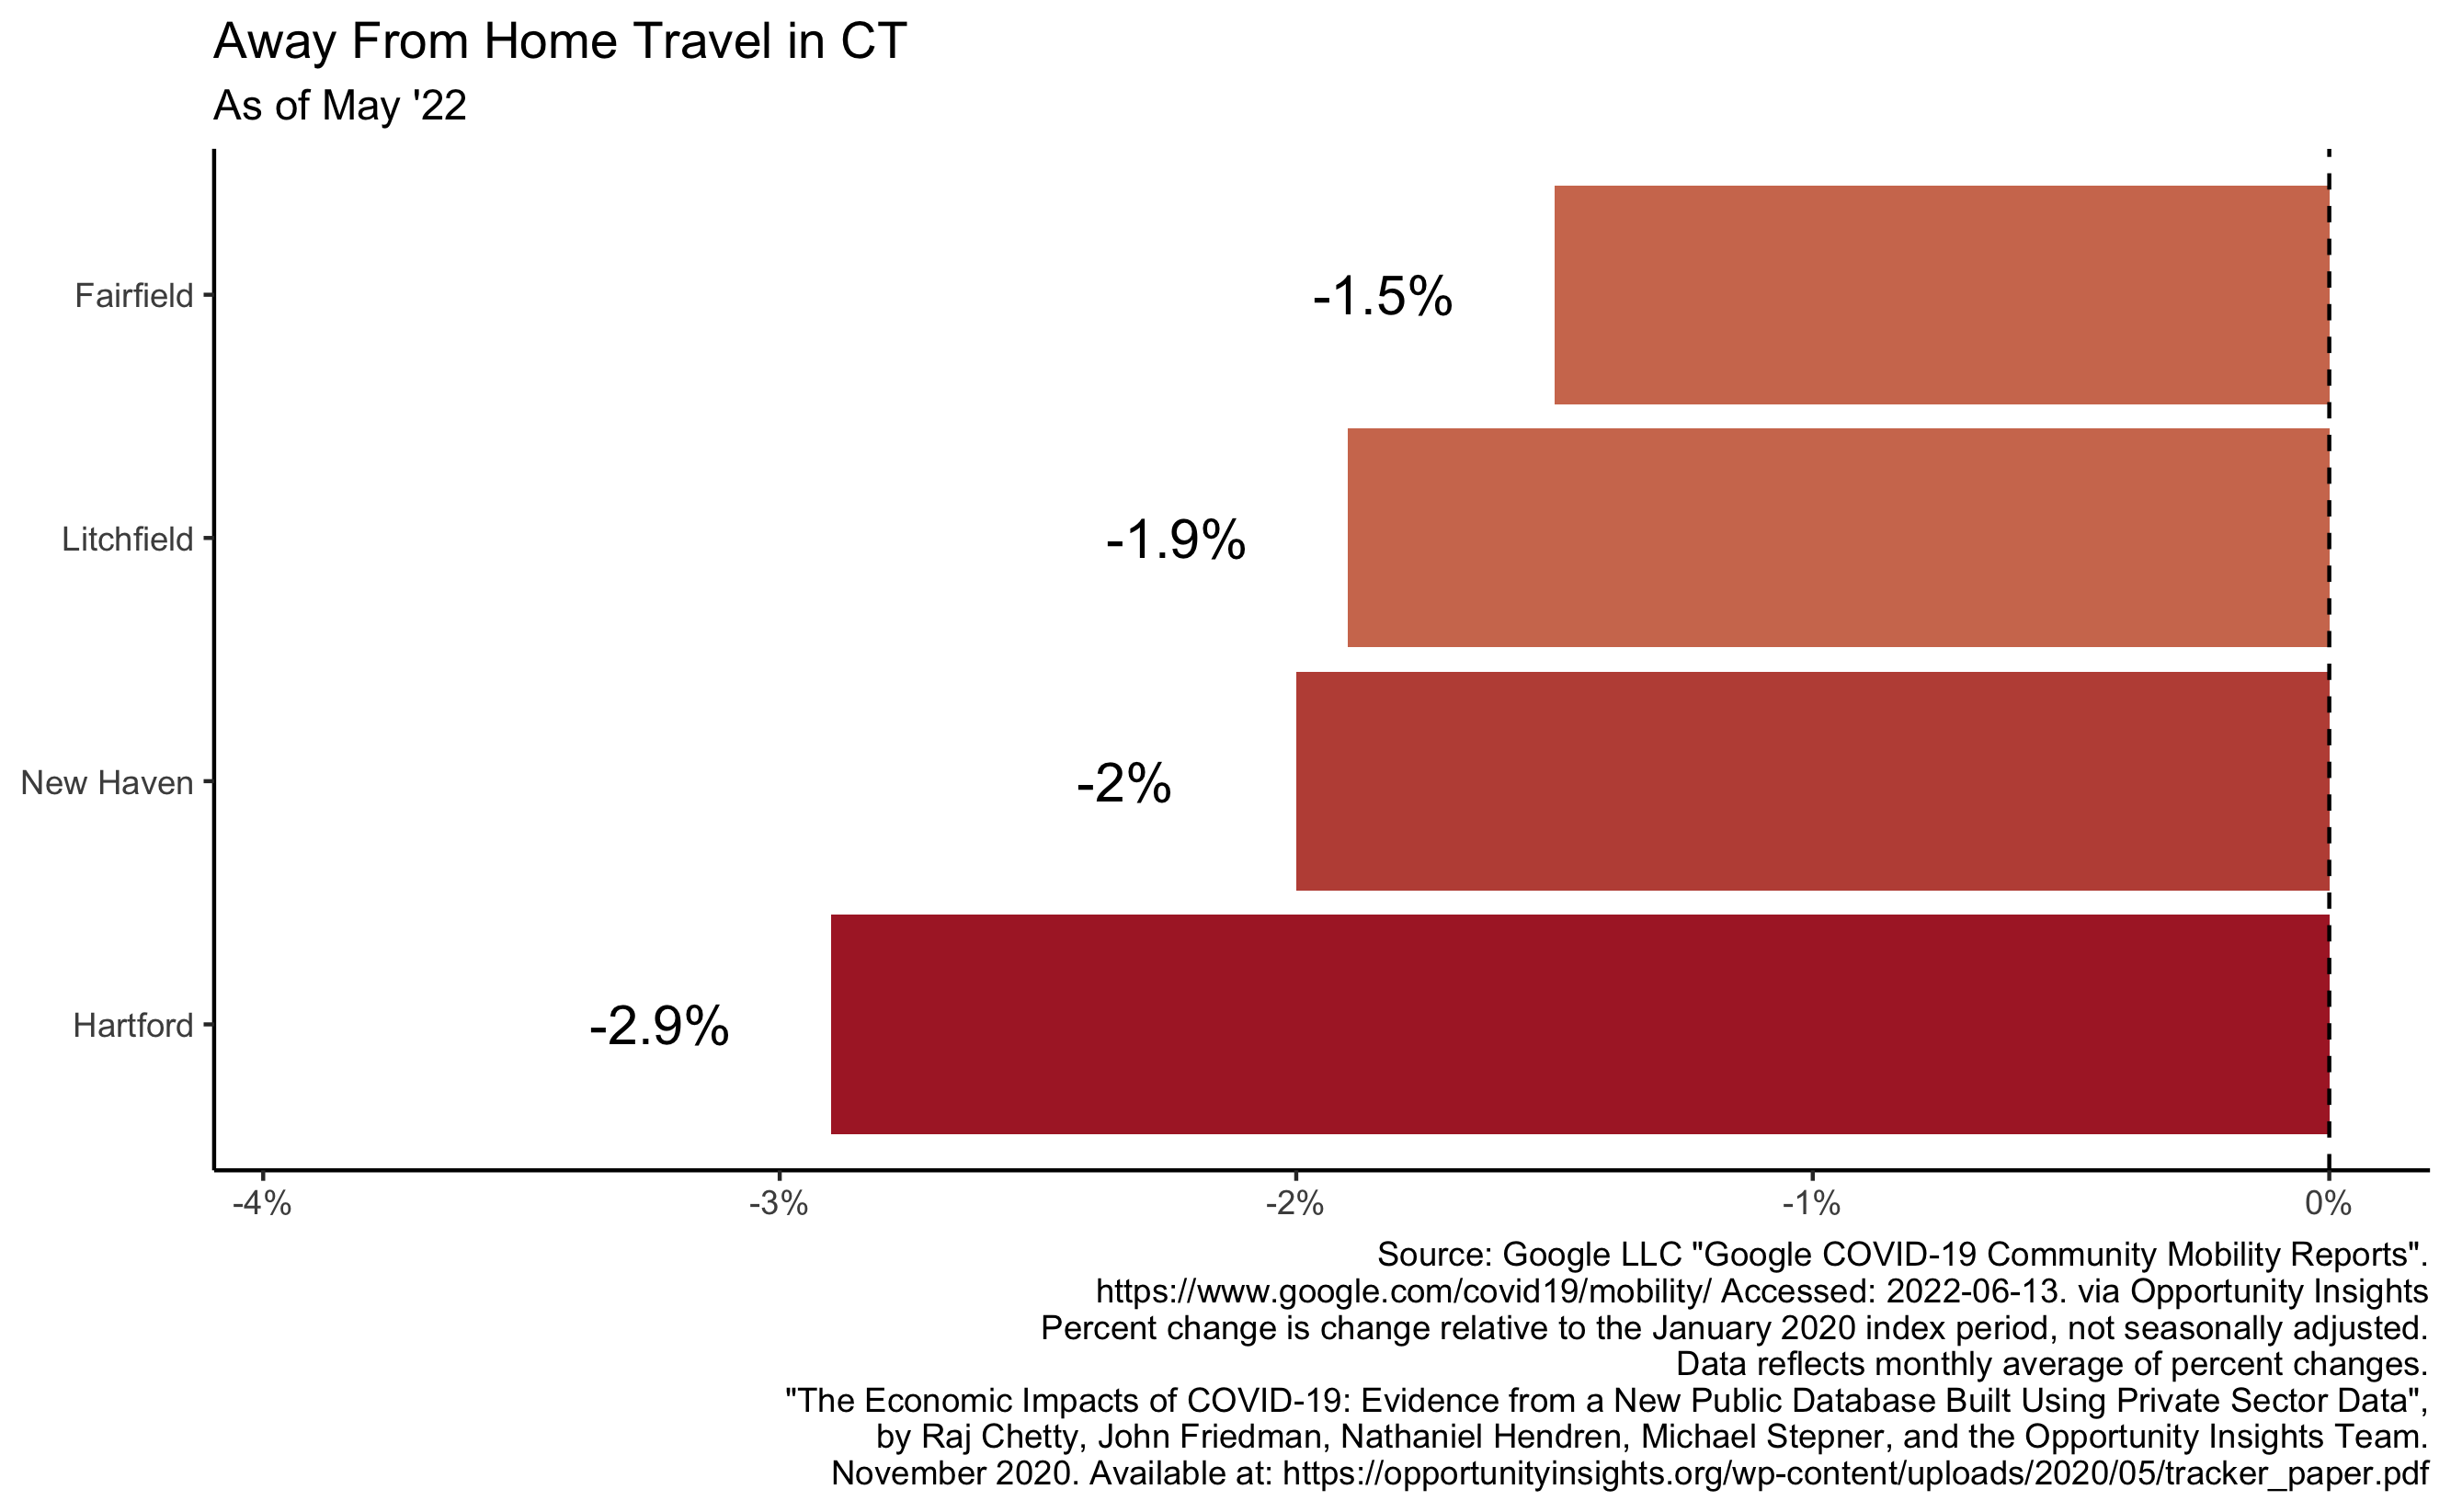 Away From Home Travel in CT
As of May '22
Fairfield
-1.5%
Litchfield
-1.9%
New Haven
-2%
Hartford
-2.9%
-4%
-3%
-2%
-1%
0%
Source: Google LLC "Google COVID-19 Community Mobility Reports".
https://www.google.com/covid19/mobility/ Accessed: 2022-06-13. via Opportunity Insights
Percent change is change relative to the January 2020 index period, not seasonally adjusted.
Data reflects monthly average of percent changes.
"The Economic Impacts of COVID-19: Evidence from a New Public Database Built Using Private Sector Data",
by Raj Chetty, John Friedman, Nathaniel Hendren, Michael Stepner, and the Opportunity Insights Team.
November 2020. Available at: https://opportunityinsights.org/wp-content/uploads/2020/05/tracker_paper.pdf